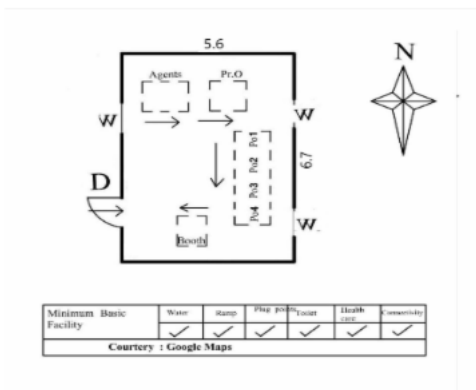 5.6
N
Agents
Pr.O
W
W
Po1
6.7
Po2
D
Po3
Po4
W
Booth
Minimum Basic Facility
Water
Ramp
Plug points
Toilet
Health care
Connectivity
Courtery : Google Maps